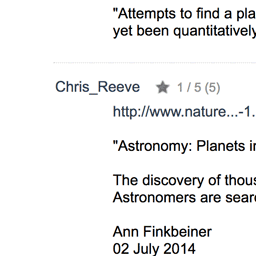 "Attempts to find a pla
yet been quantitatively
Chris_Reeve ★ 1 / 5 (5)
http://www.nature...-1.
"Astronomy: Planets in
The discovery of thous
Astronomers are sear
Ann Finkbeiner
02 July 2014